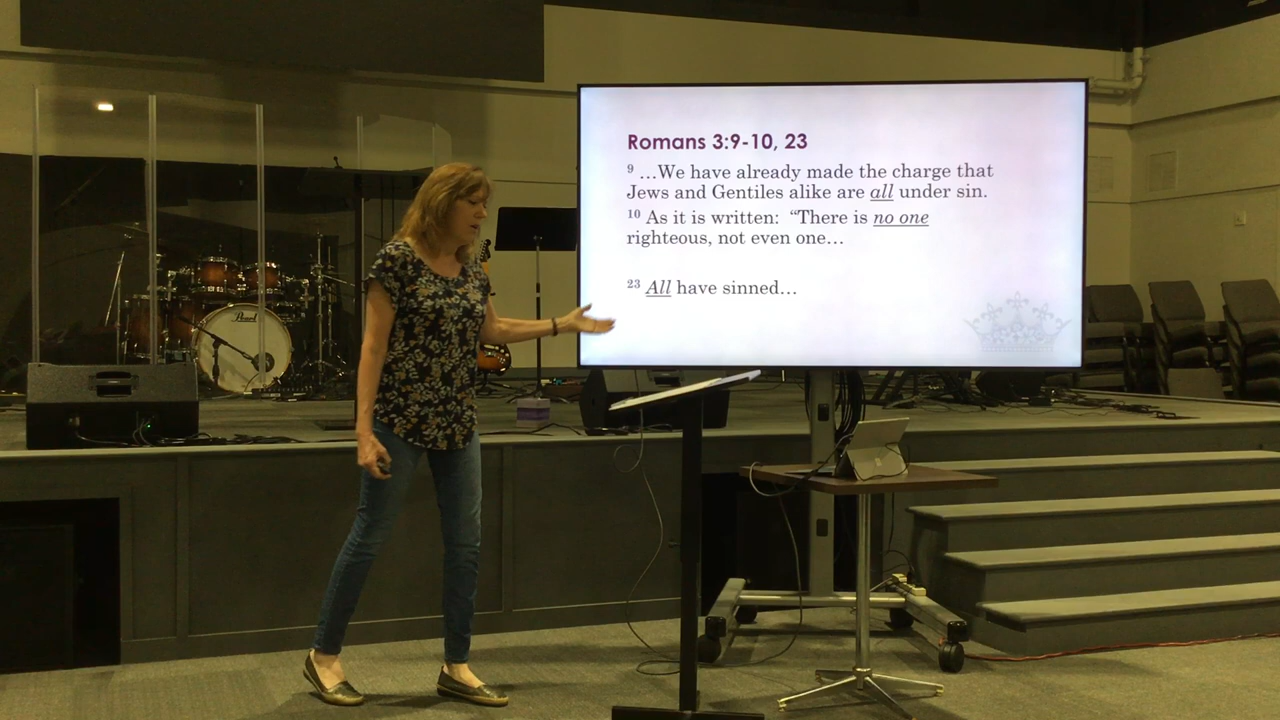 Romans 3:9-10, 23
9 …We have already made the charge that
Jews and Gentiles alike are all under sin.
10 As it is written:  “There is no one
righteous, not even one…
23 All have sinned…
Pearl